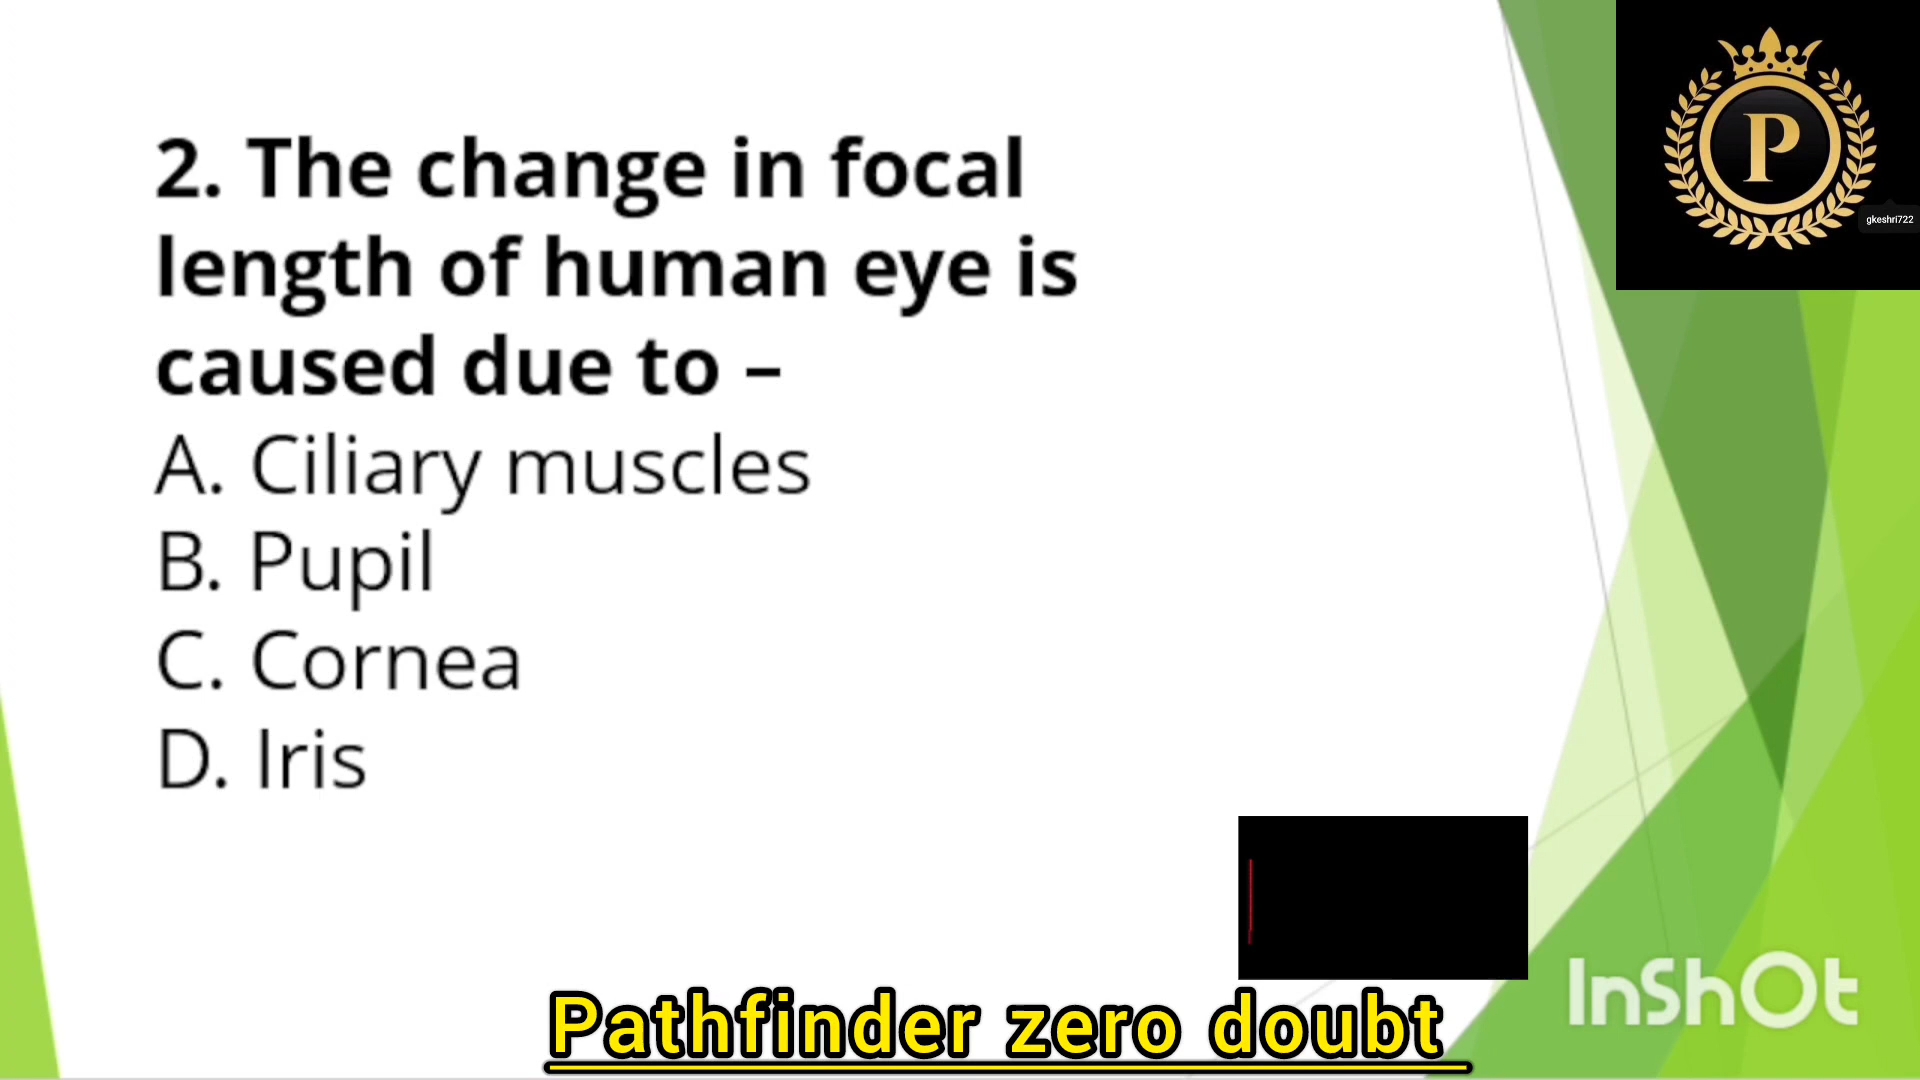 P
gkeshri722
2. The change in focal
length of human eye is
caused due to –
A. Ciliary muscles
B. Pupil
C. Cornea
D. Iris
InShOt
Pathfinder zero doubt